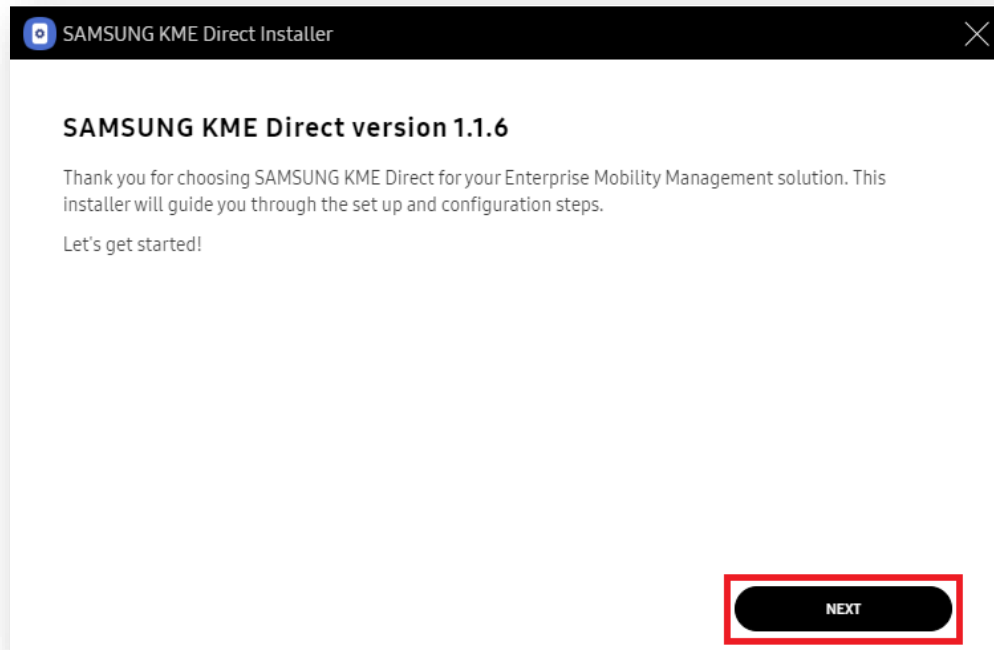 SAMSUNG KME Direct Installer
SAMSUNG KME Direct version 1.1.6
Thank you for choosing SAMSUNG KME Direct for your Enterprise Mobility Management solution. This
installer will guide you through the set up and configuration steps.
Let's get started!
NEXT